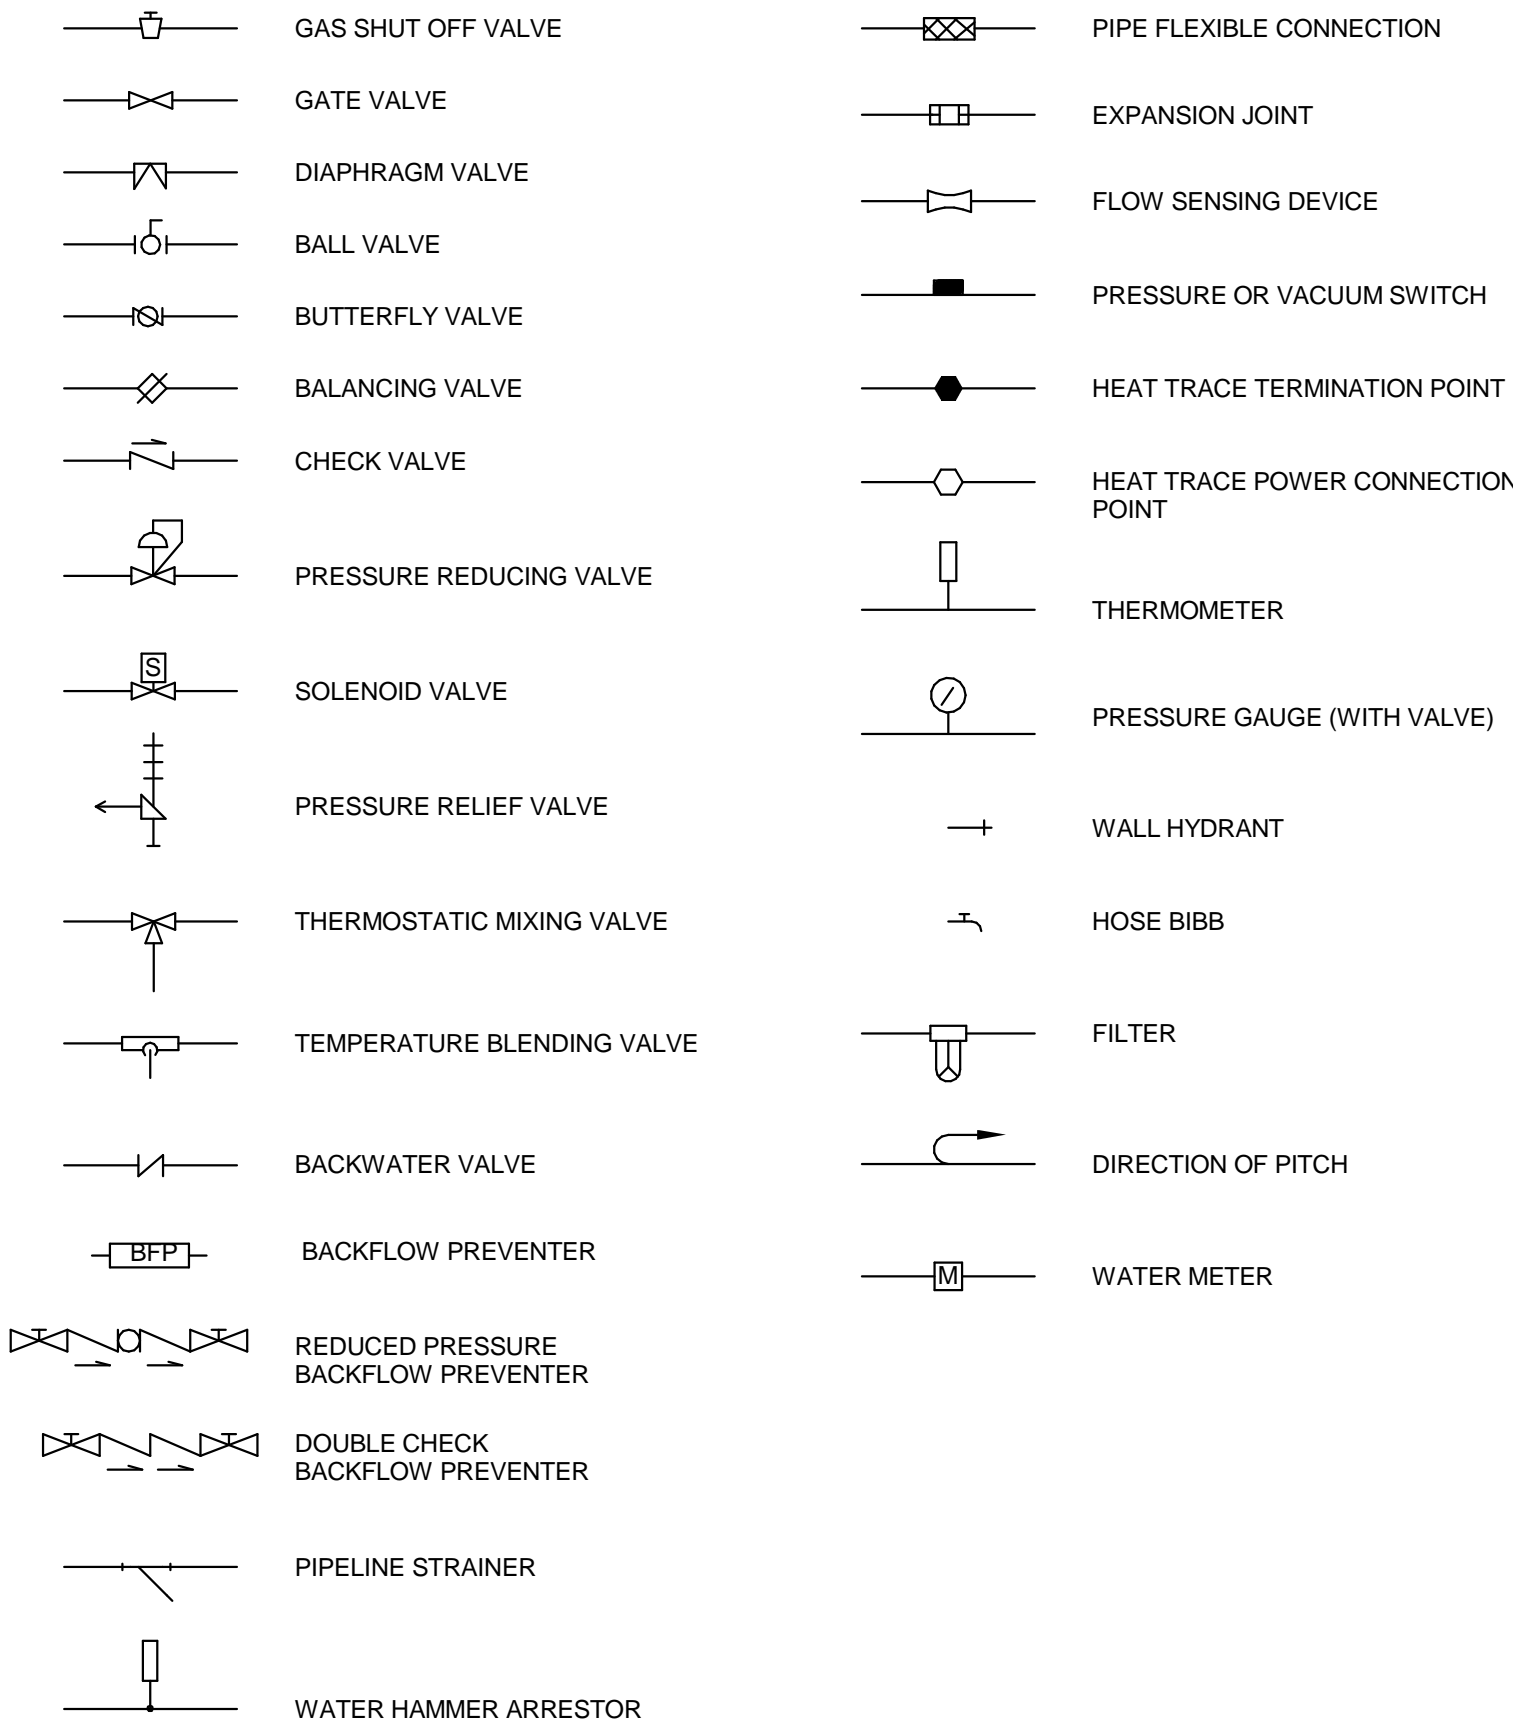 GAS SHUT OFF VALVE
GATE VALVE
DIAPHRAGM VALVE
BALL VALVE
BUTTERFLY VALVE
BALANCING VALVE
CHECK VALVE
PRESSURE REDUCING VALVE
S
SOLENOID VALVE
PRESSURE RELIEF VALVE
THERMOSTATIC MIXING VALVE
TEMPERATURE BLENDING VALVE
BACKWATER VALVE
BFP
BACKFLOW PREVENTER
REDUCED PRESSURE
BACKFLOW PREVENTER
DOUBLE CHECK
BACKFLOW PREVENTER
PIPELINE STRAINER
WATER HAMMER ARRESTOR
PIPE FLEXIBLE CONNECTION
EXPANSION JOINT
FLOW SENSING DEVICE
PRESSURE OR VACUUM SWITCH
HEAT TRACE TERMINATION POINT
HEAT TRACE POWER CONNECTION
POINT
THERMOMETER
PRESSURE GAUGE (WITH VALVE)
WALL HYDRANT
HOSE BIBB
FILTER
DIRECTION OF PITCH
M
WATER METER